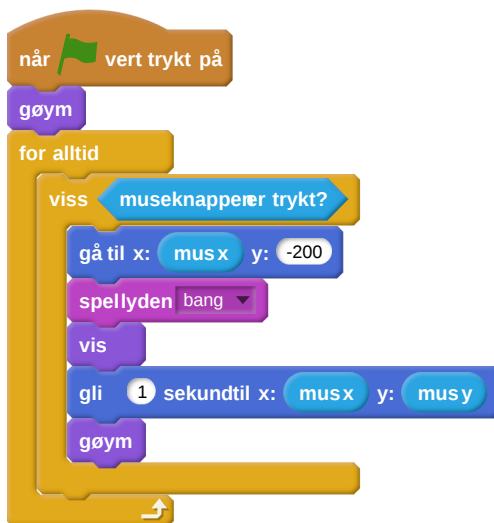 når vert trykt på
gøym
for alltid
viss museknappen er trykt?
gå til x: mus x y: -200
spel lyden bang
vis
gli 1 sekund til x: mus x y: mus y
gøym